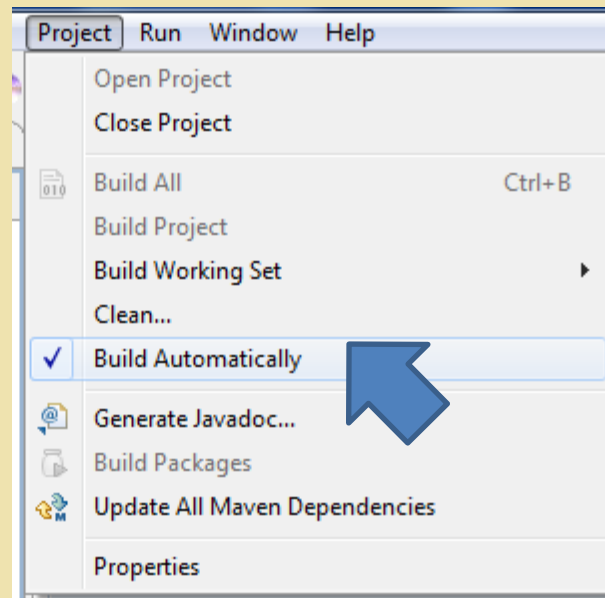 Project Run Window Help
Open Project
Close Project
010 Build All Ctrl+B
Build Project
Build Working Set
Clean...
Build Automatically
@ Generate Javadoc...
Build Packages
M Update All Maven Dependencies
Properties